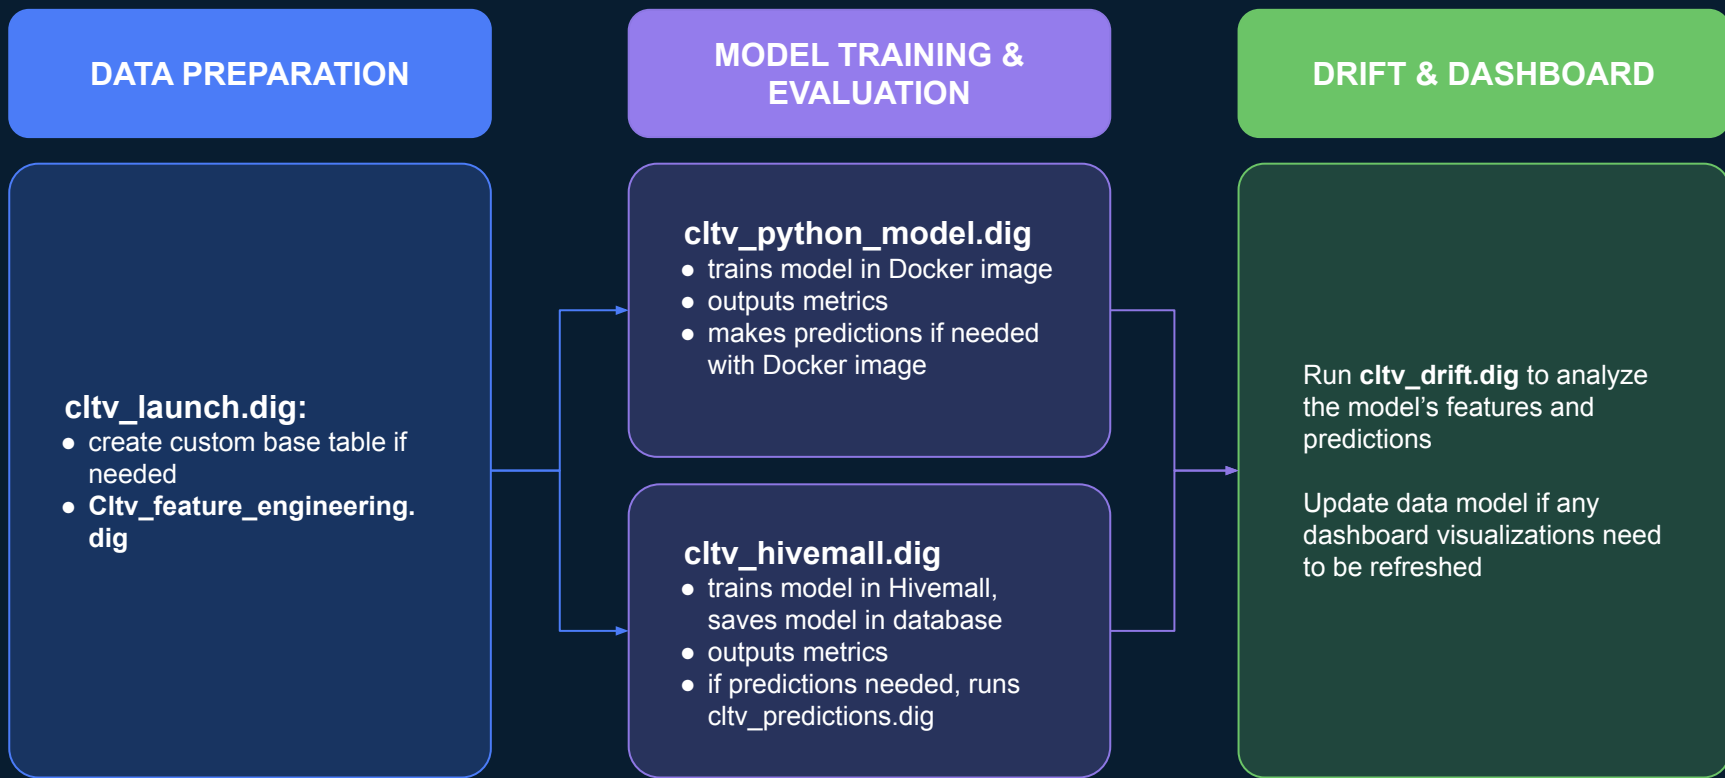 DATA PREPARATION
MODEL TRAINING &
EVALUATION
DRIFT & DASHBOARD
cltv_launch.dig:
● create custom base table if
needed
● Cltv_feature_engineering.
dig
cltv_python_model.dig
● trains model in Docker image
● outputs metrics
● makes predictions if needed
with Docker image
cltv_hivemall.dig
● trains model in Hivemall,
saves model in database
● outputs metrics
● if predictions needed, runs
cltv_predictions.dig
Run cltv_drift.dig to analyze
the model’s features and
predictions
Update data model if any
dashboard visualizations need
to be refreshed